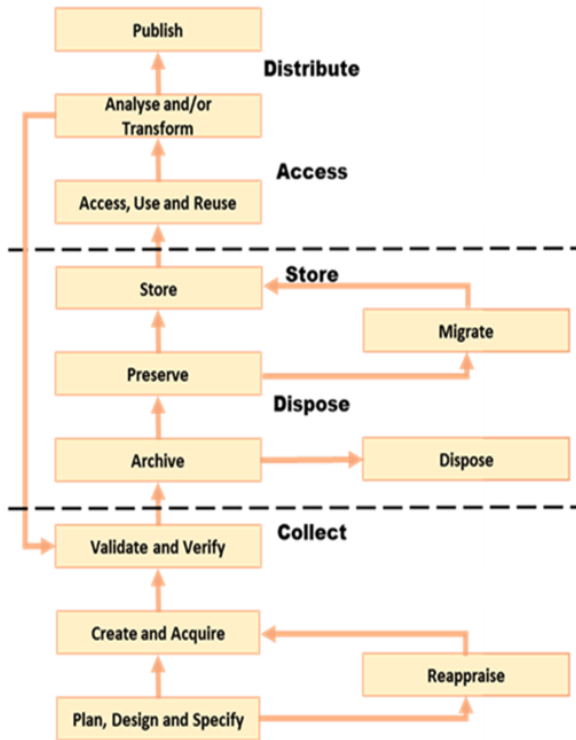 Publish
Distribute
Analyse and/or
Transform
Access
Access, Use and Reuse
Store
Store
Migrate
Preserve
Dispose
Archive
Dispose
Collect
Validate and Verify
Create and Acquire
Reappraise
Plan, Design and Specify